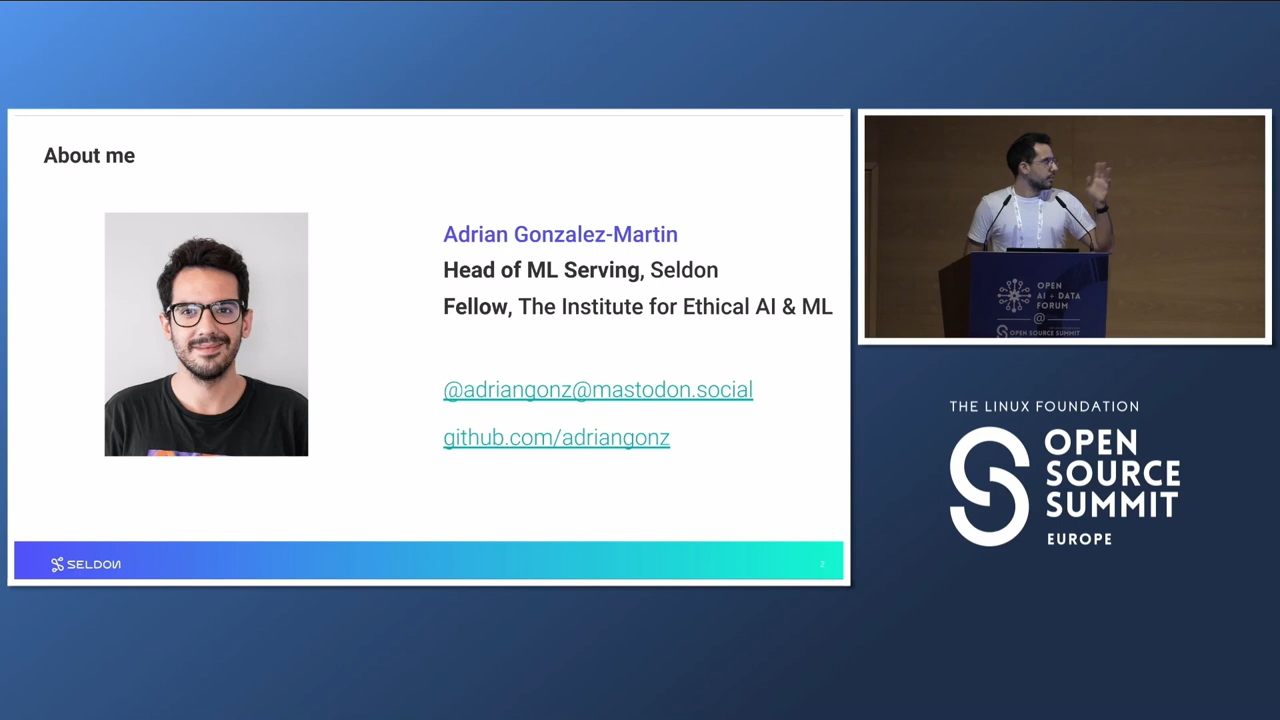 About me
Adrian Gonzalez-Martin
Head of ML Serving, Seldon
Fellow, The Institute for Ethical AI & ML
@adriangonz@mastodon.social
github.com/adriangonz
SELDON
2
OPEN
AI + DATA
FORUM
@
OPEN SOURCE SUMMIT
THE LINUX FOUNDATION
OPEN
SOURCE
SUMMIT
EUROPE